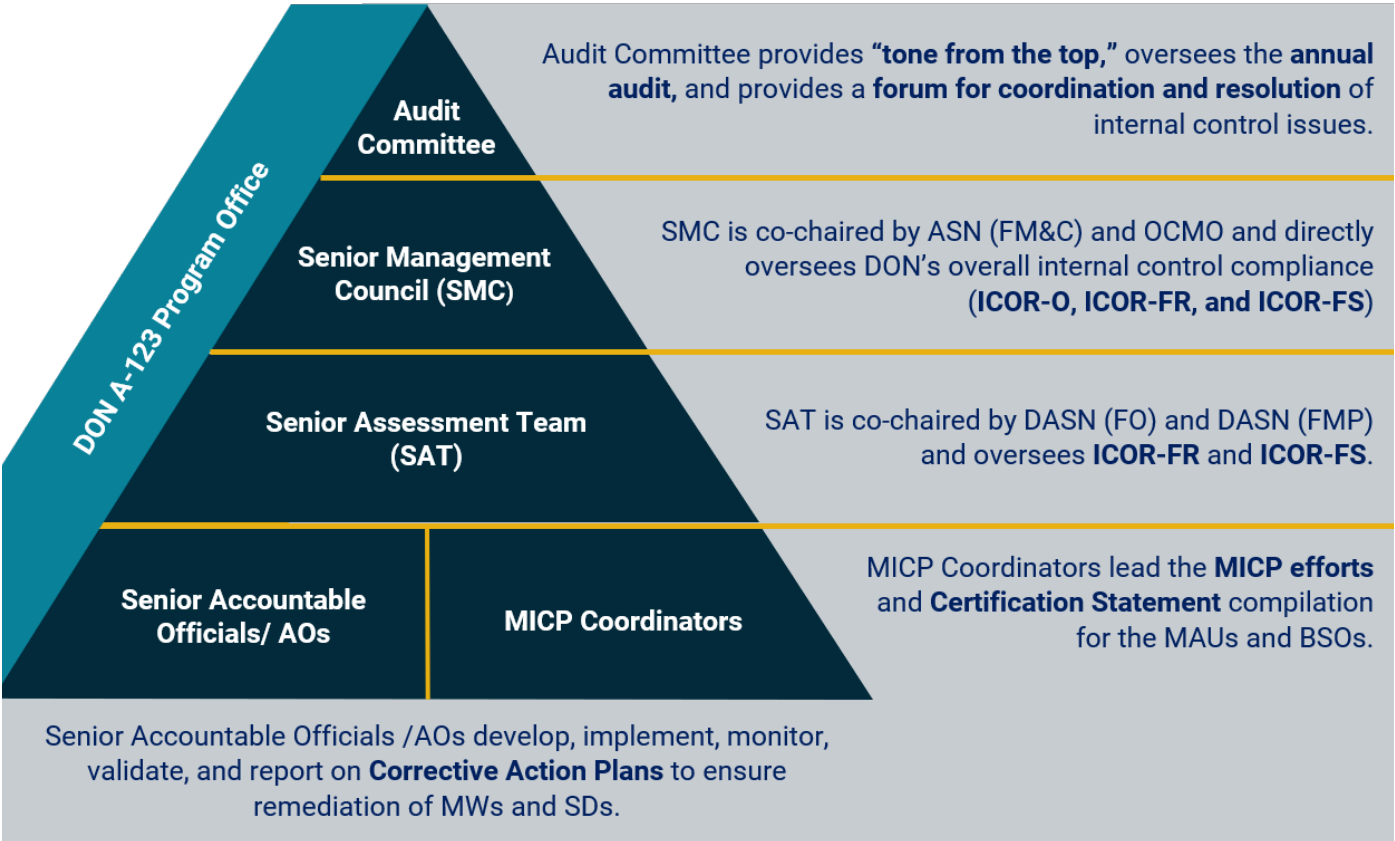 DON A-123 Program Office
Audit
Committee
Audit Committee provides “tone from the top,” oversees the annual
audit, and provides a forum for coordination and resolution of
internal control issues.
Senior Management
Council (SMC)
SMC is co-chaired by ASN (FM&C) and OCMO and directly
oversees DON’s overall internal control compliance
(ICOR-O, ICOR-FR, and ICOR-FS)
Senior Assessment Team
(SAT)
SAT is co-chaired by DASN (FO) and DASN (FMP)
and oversees ICOR-FR and ICOR-FS.
Senior Accountable
Officials/ AOs
MICP Coordinators
MICP Coordinators lead the MICP efforts
and Certification Statement compilation
for the MAUs and BSOs.
Senior Accountable Officials /AOs develop, implement, monitor,
validate, and report on Corrective Action Plans to ensure
remediation of MWs and SDs.